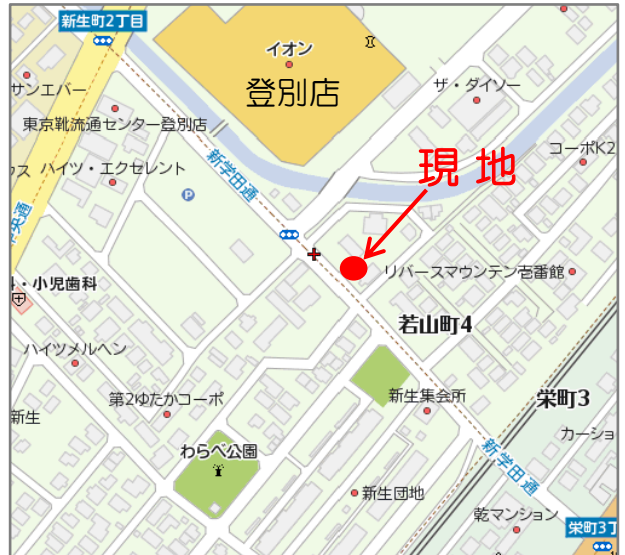 新生町2丁目
イオン
登別店
サンエバー
ザ・ダイソー
東京靴流通センター登別店
コーポK2
ハイツ・エクセレント
新学田通
現 地
央通
リバースマウンテン壱番館
・小児歯科
若山町4
ハイツメルヘン
第2ゆたかコーポ
新生集会所
栄町3
新生
カーショ
わらべ公園
新学田通
新生団地
乾マンション
栄町3丁